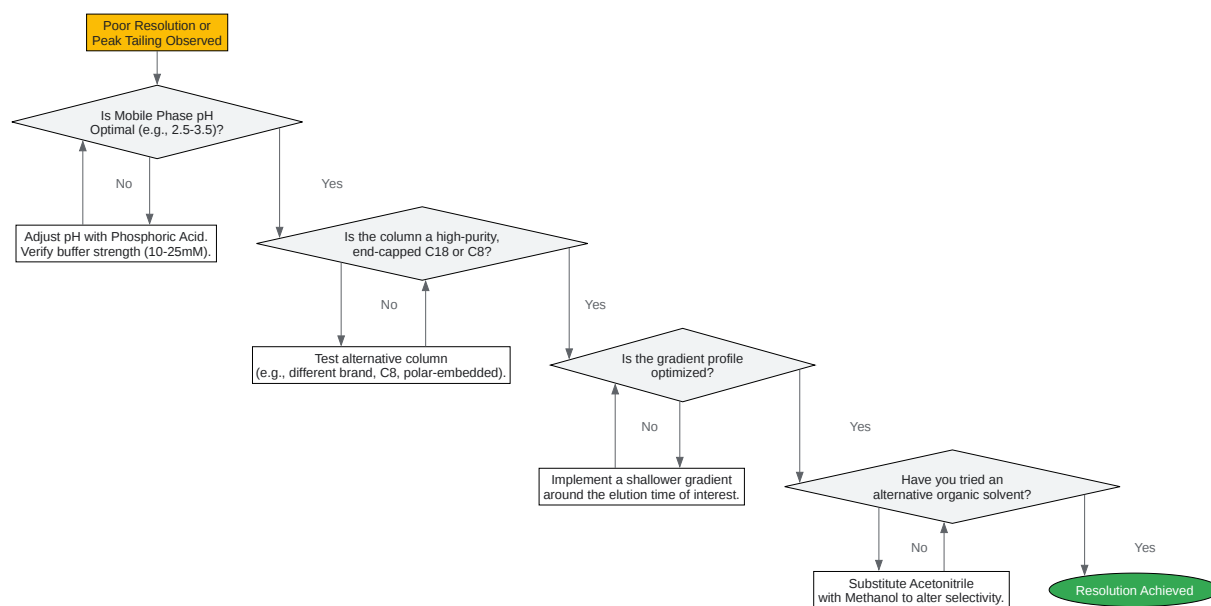 Poor Resolution or
Peak Tailing Observed
Is Mobile Phase pH
Optimal (e.g., 2.5-3.5)?
No
Yes
Adjust pH with Phosphoric Acid.
Verify buffer strength (10-25mM).
Is the column a high-purity,
end-capped C18 or C8?
No
Yes
Test alternative column
(e.g., different brand, C8, polar-embedded).
Is the gradient profile
optimized?
No
Yes
Implement a shallower gradient
around the elution time of interest.
Have you tried an
alternative organic solvent?
No
Yes
Substitute Acetonitrile
with Methanol to alter selectivity.
Resolution Achieved